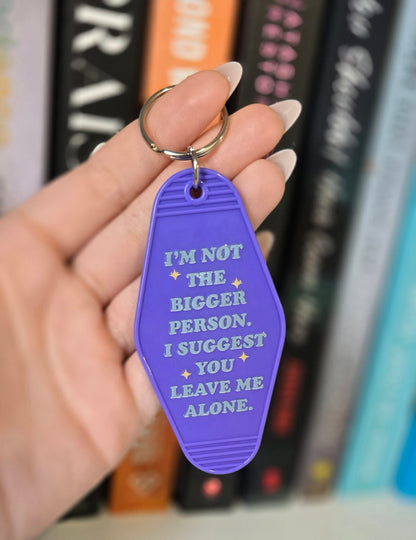 I'M NOT
THE
BIGGER
PERSON.
I SUGGEST
YOU
LEAVE ME
ALONE.